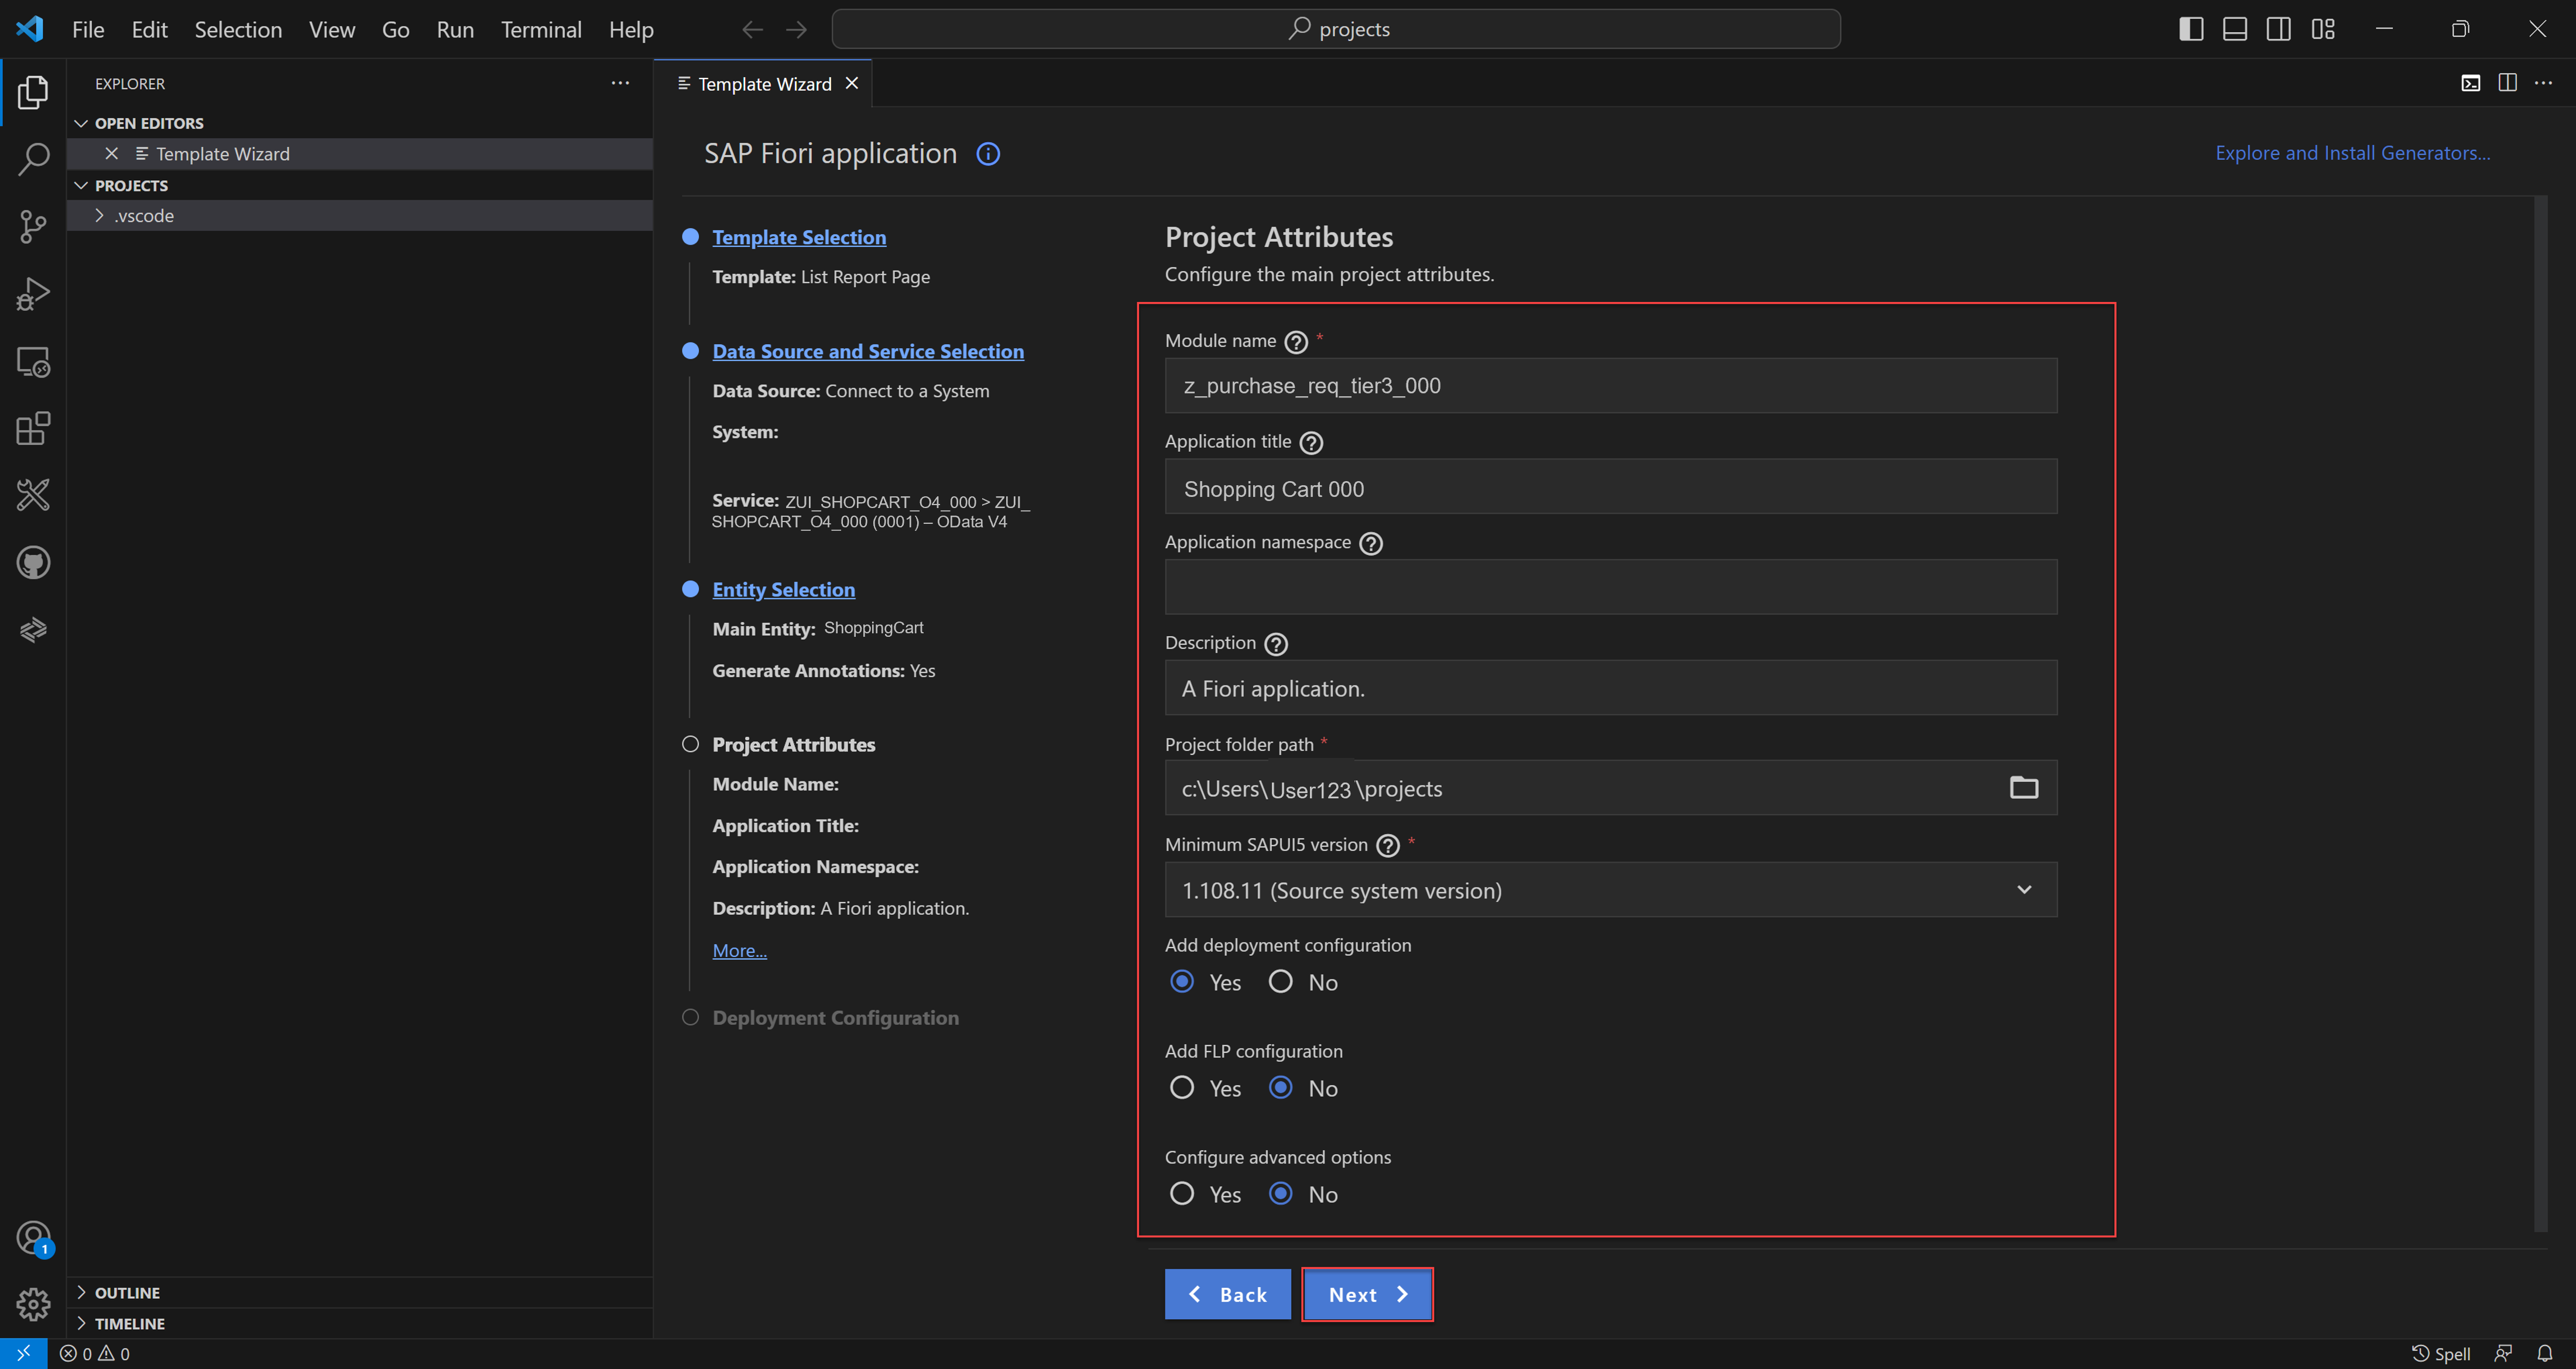 File Edit Selection View Go Run Terminal Help
projects
EXPLORER
OPEN EDITORS
Template Wizard
PROJECTS
.vscode
OUTLINE
TIMELINE
Template Wizard
SAP Fiori application
Explore and Install Generators...
Template Selection
Template: List Report Page
Data Source and Service Selection
Data Source: Connect to a System
System:
Service: ZUI_SHOPCART_O4_000 > ZUI_
SHOPCART_O4_000 (0001) – OData V4
Entity Selection
Main Entity: ShoppingCart
Generate Annotations: Yes
Project Attributes
Module Name:
Application Title:
Application Namespace:
Description: A Fiori application.
More...
Deployment Configuration
Project Attributes
Configure the main project attributes.
Module name ? *
z_purchase_req_tier3_000
Application title ?
Shopping Cart 000
Application namespace ?
Description ?
A Fiori application.
Project folder path *
c:\Users\User123\projects
Minimum SAPUI5 version ? *
1.108.11 (Source system version)
Add deployment configuration
Yes No
Add FLP configuration
Yes No
Configure advanced options
Yes No
Back Next
1
0 0
Spell